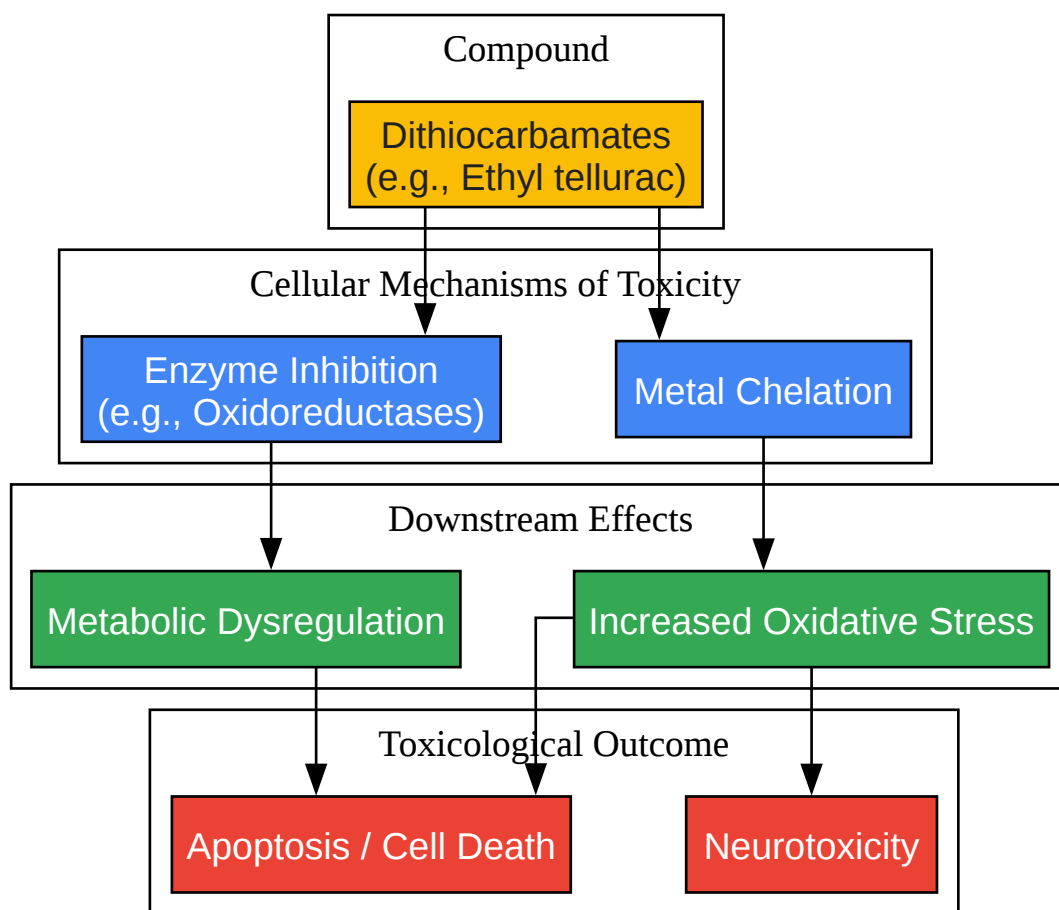 Compound
Dithiocarbamates
(e.g., Ethyl tellurac)
Cellular Mechanisms of Toxicity
Enzyme Inhibition
(e.g., Oxidoreductases)
Metal Chelation
Downstream Effects
Metabolic Dysregulation
Increased Oxidative Stress
Toxicological Outcome
Apoptosis / Cell Death
Neurotoxicity